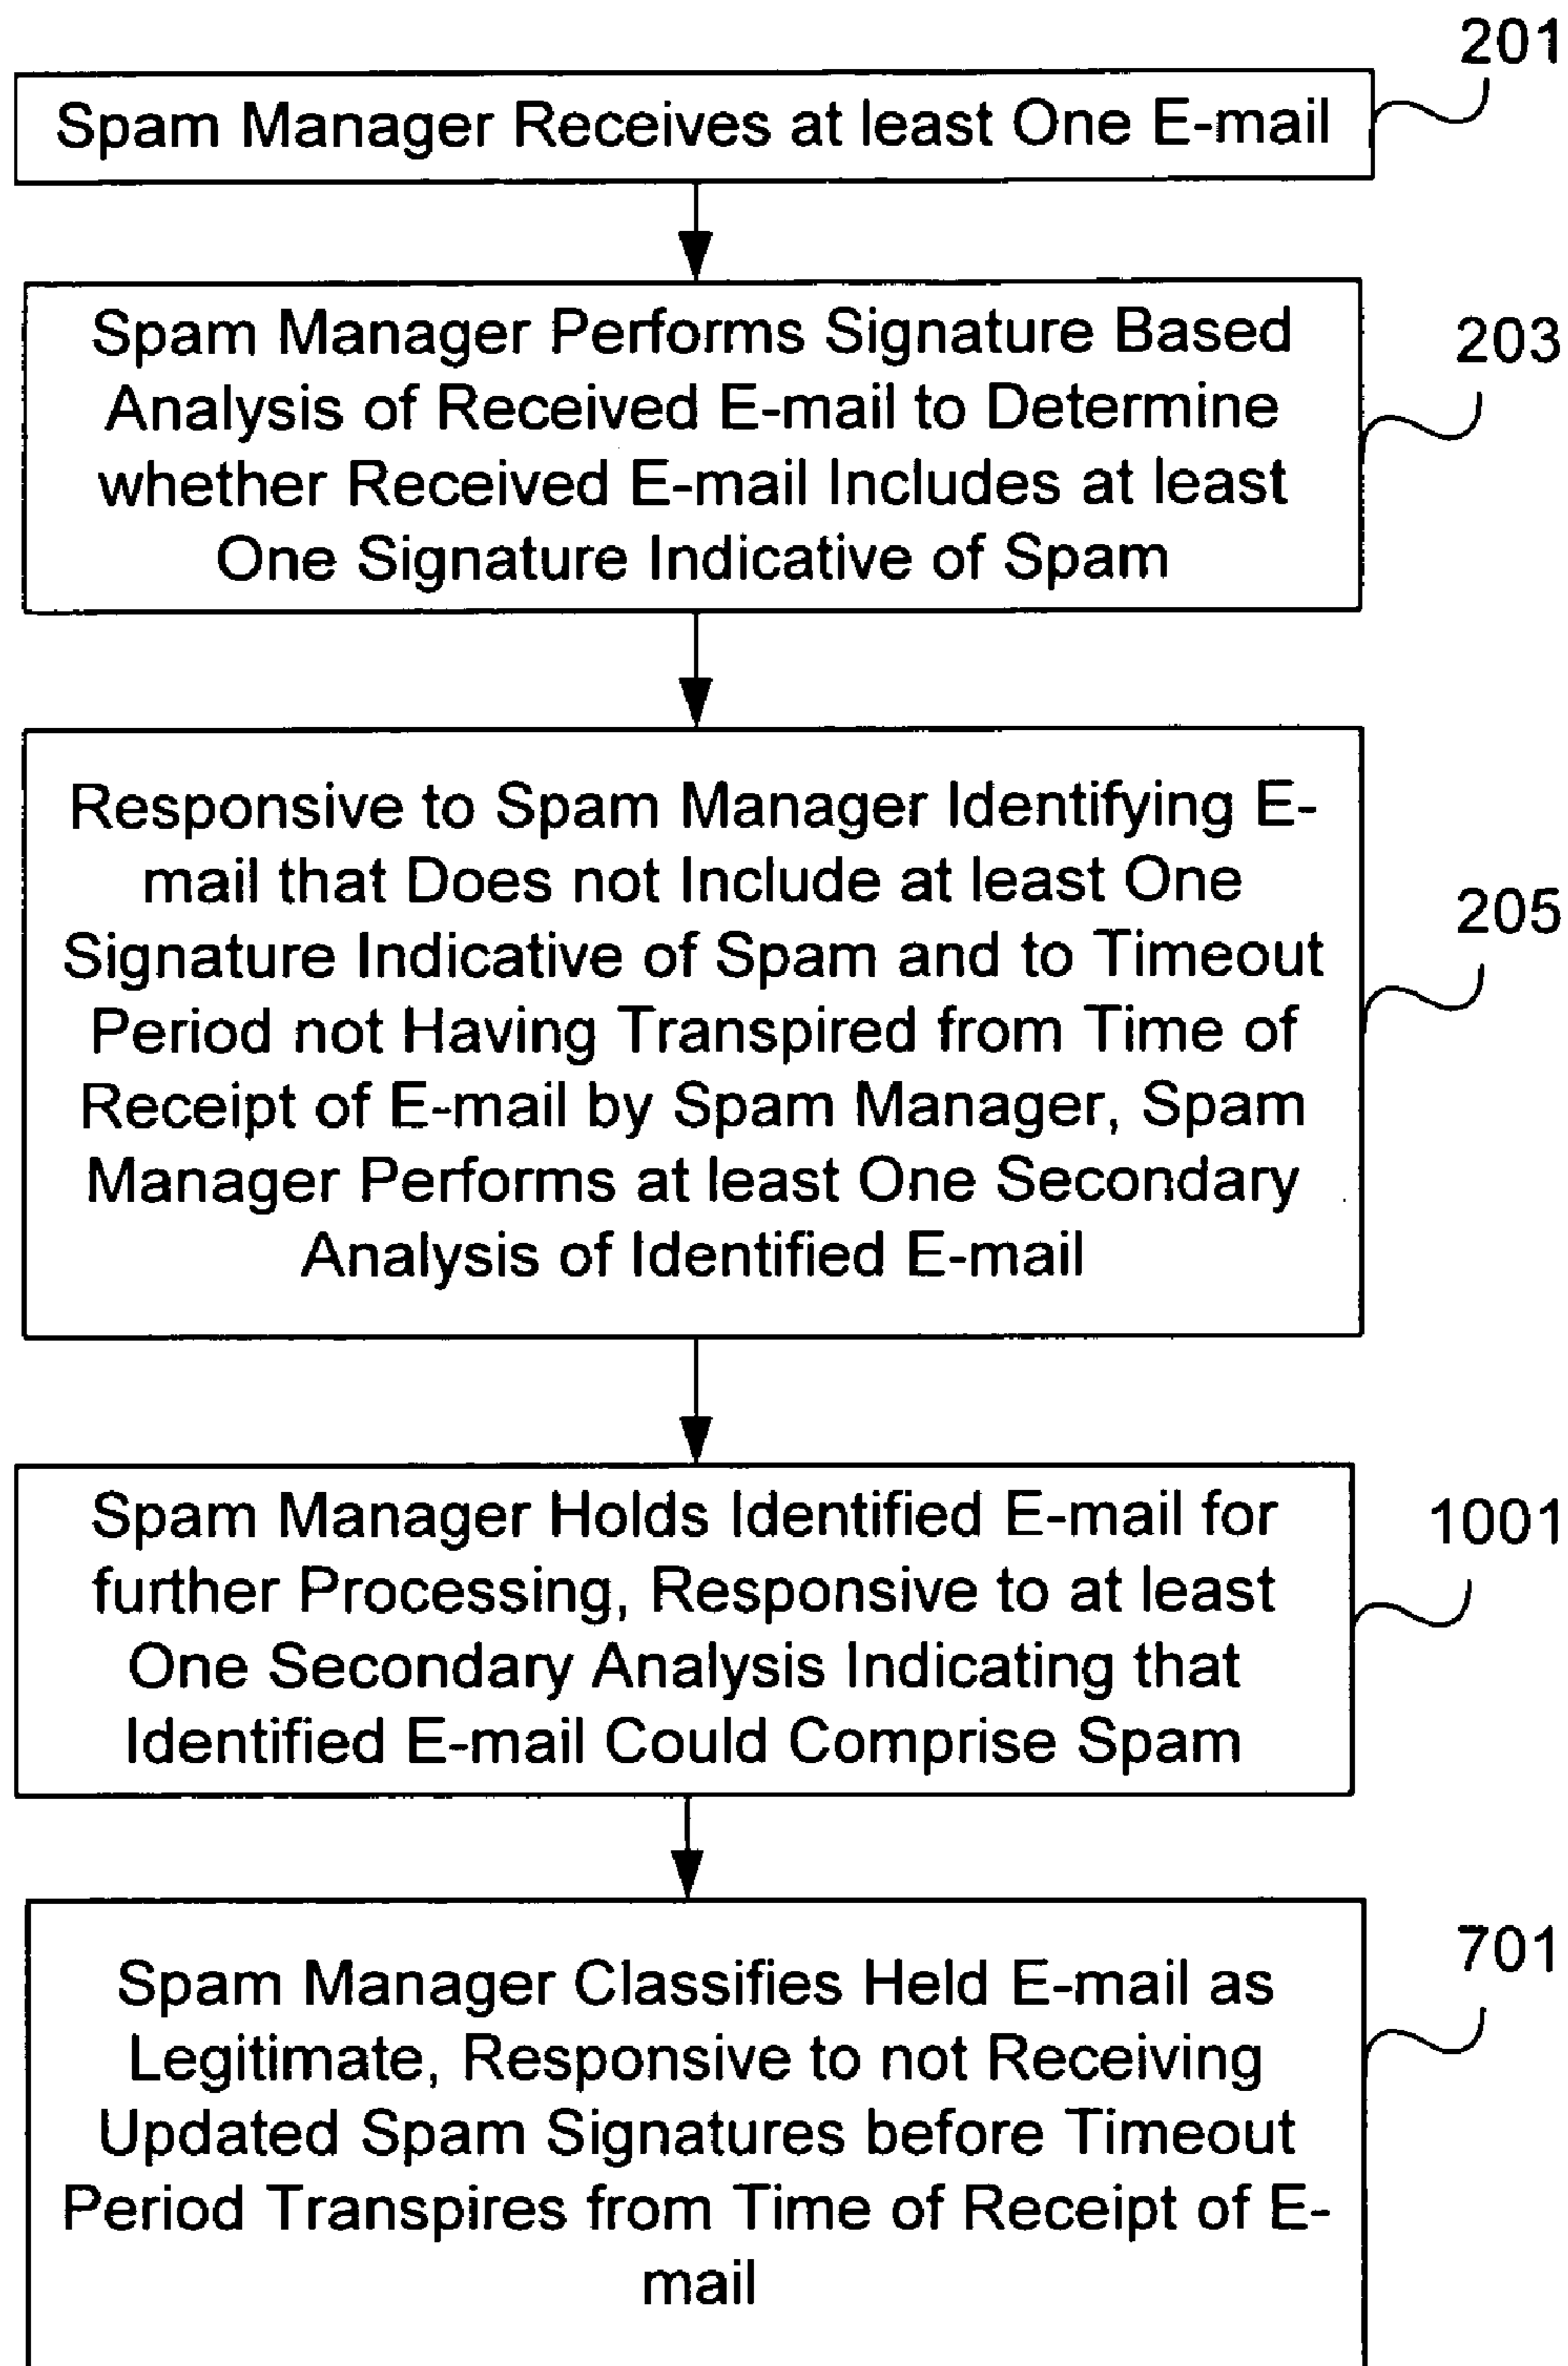 201
Spam Manager Receives at least One E-mail
203
Spam Manager Performs Signature Based
Analysis of Received E-mail to Determine
whether Received E-mail Includes at least
One Signature Indicative of Spam
205
Responsive to Spam Manager Identifying E-
mail that Does not Include at least One
Signature Indicative of Spam and to Timeout
Period not Having Transpired from Time of
Receipt of E-mail by Spam Manager, Spam
Manager Performs at least One Secondary
Analysis of Identified E-mail
1001
Spam Manager Holds Identified E-mail for
further Processing, Responsive to at least
One Secondary Analysis Indicating that
Identified E-mail Could Comprise Spam
701
Spam Manager Classifies Held E-mail as
Legitimate, Responsive to not Receiving
Updated Spam Signatures before Timeout
Period Transpires from Time of Receipt of E-
mail